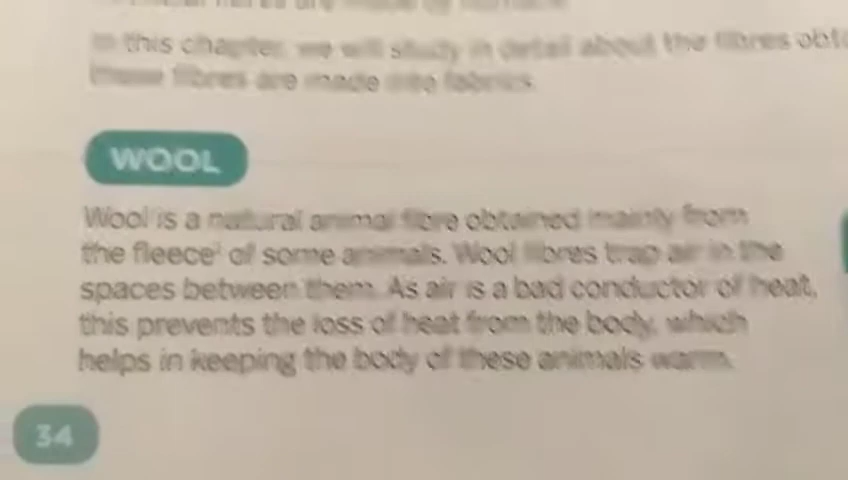 In this chapter, we will study in detail about the fibres
these fibres are made into fabrics.
WOOL
Wool is a natural animal fibre obtained mainly from
the fleece¹ of some animals. Wool fibres trap air in the
spaces between them. As air is a bad conductor of heat,
this prevents the loss of heat from the body, which
helps in keeping the body of these animals warm.
34